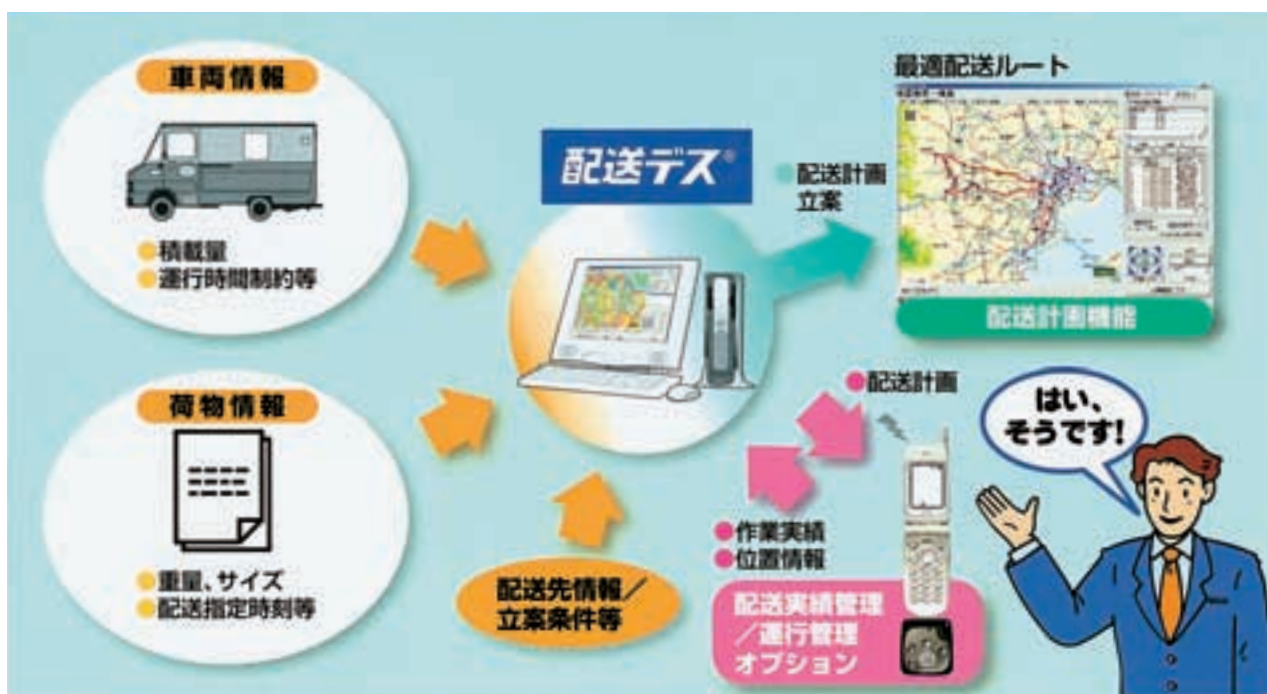 車両情報
積載量
運行時間制約等
荷物情報
重量、サイズ
配送指定時刻等
配送先情報/
立案条件等
配送デス®
配送計画
立案
最適配送ルート
配送計画機能
配送計画
作業実績
位置情報
配送実績管理
/運行管理
オプション
はい、
そうです!